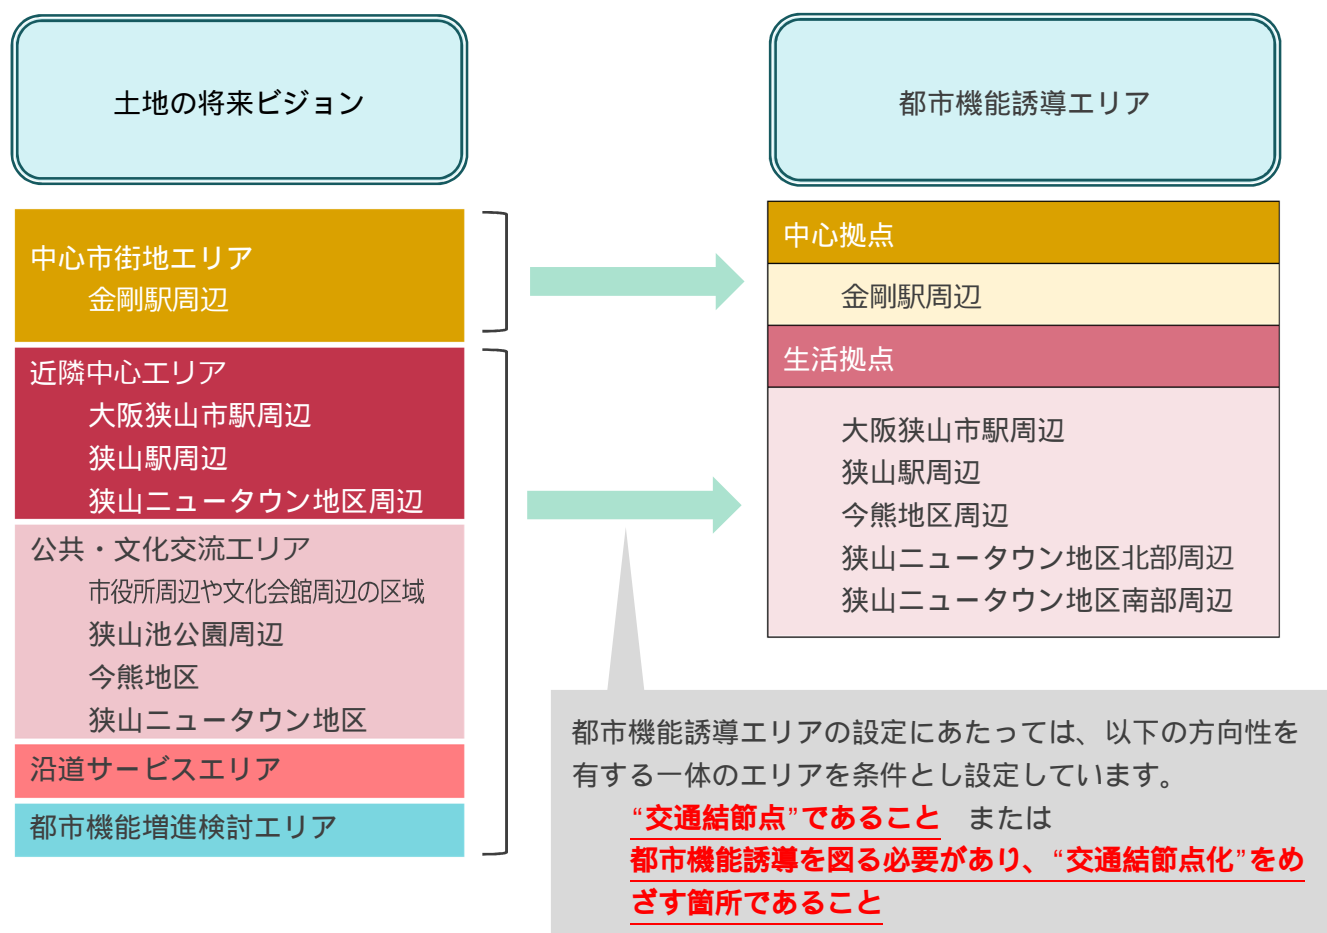 土地の将来ビジョン
中心市街地エリア
金剛駅周辺
近隣中心エリア
大阪狭山市駅周辺
狭山駅周辺
狭山ニュータウン地区周辺
公共・文化交流エリア
市役所周辺や文化会館周辺の区域
狭山池公園周辺
今熊地区
狭山ニュータウン地区
沿道サービスエリア
都市機能増進検討エリア
都市機能誘導エリア
中心拠点
金剛駅周辺
生活拠点
大阪狭山市駅周辺
狭山駅周辺
今熊地区周辺
狭山ニュータウン地区北部周辺
狭山ニュータウン地区南部周辺
都市機能誘導エリアの設定にあたっては、以下の方向性を
有する一体のエリアを条件とし設定しています。
“交通結節点”であること　または
都市機能誘導を図る必要があり、“交通結節点化”をめ
ざす箇所であること